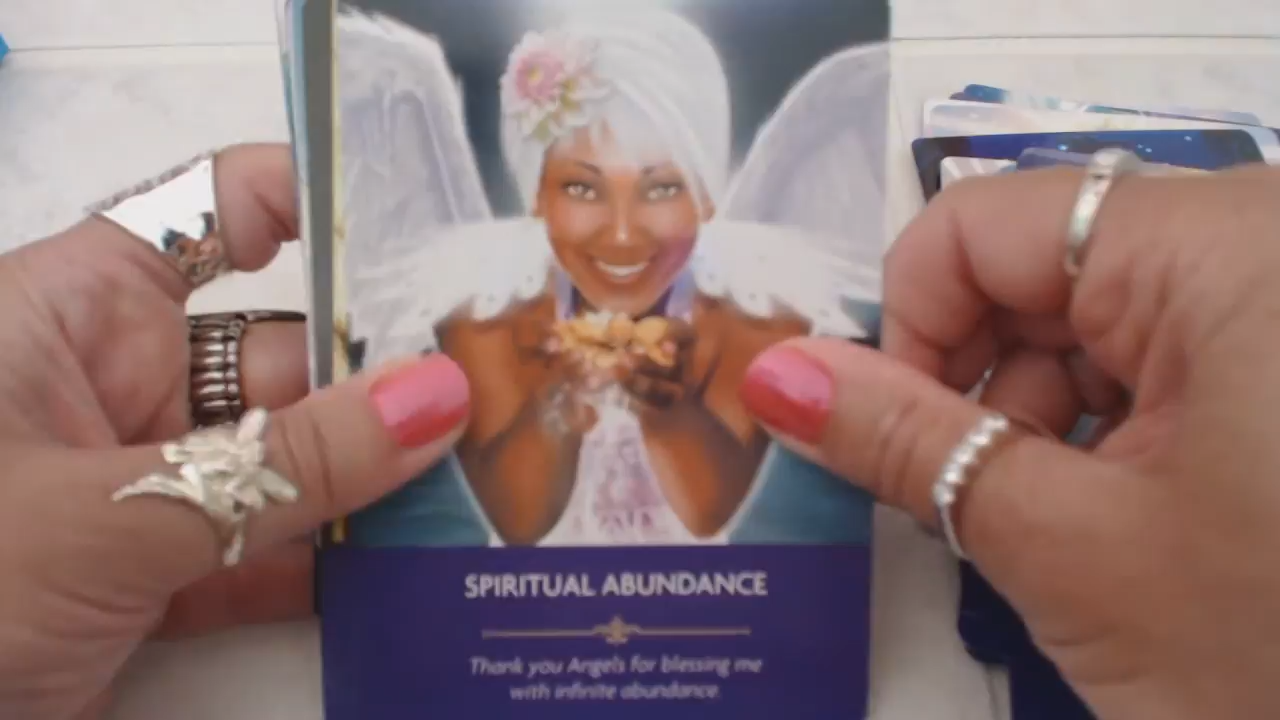 SPIRITUAL ABUNDANCE
Thank you Angels for blessing me
with infinite abundance.